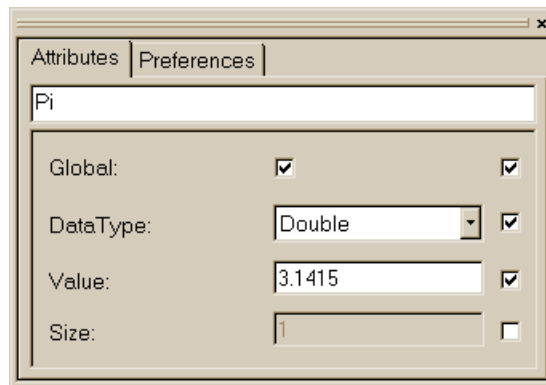 Attributes Preferences
Pi
Global:
DataType: Double
Value: 3.1415
Size: 1